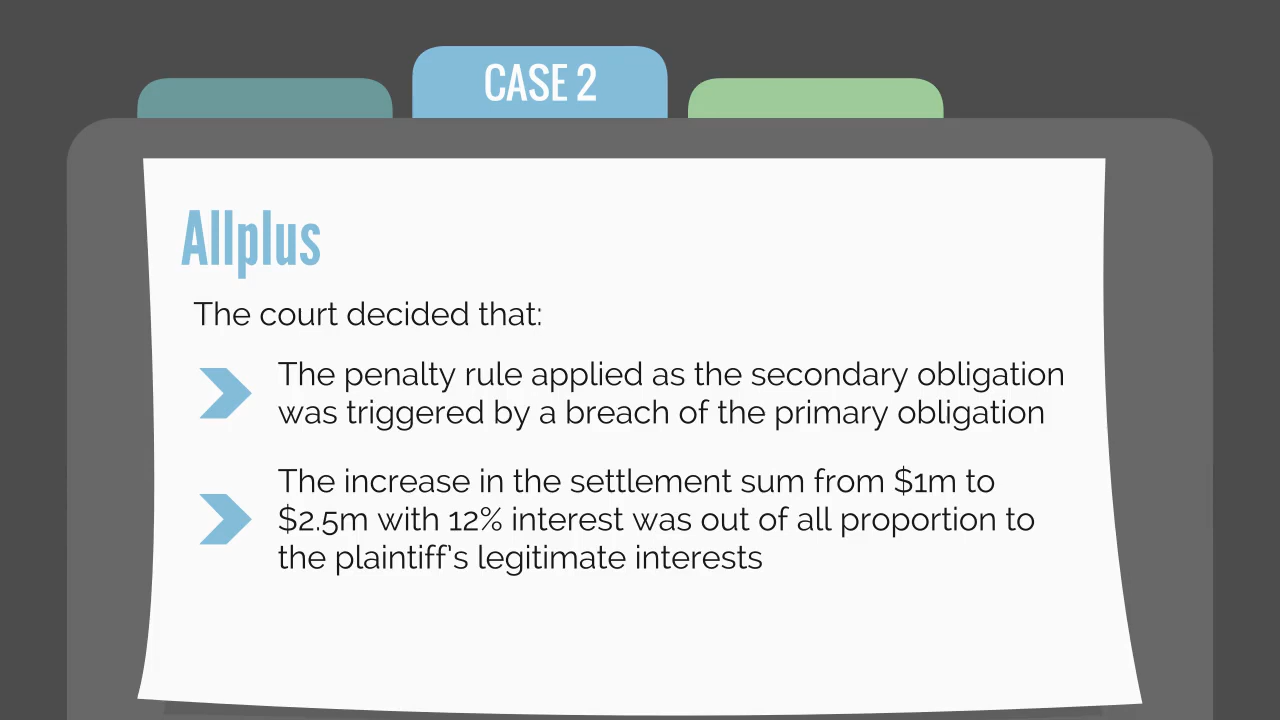 CASE 2
Allplus
The court decided that:
The penalty rule applied as the secondary obligation
was triggered by a breach of the primary obligation
The increase in the settlement sum from $1m to
$2.5m with 12% interest was out of all proportion to
the plaintiff's legitimate interests